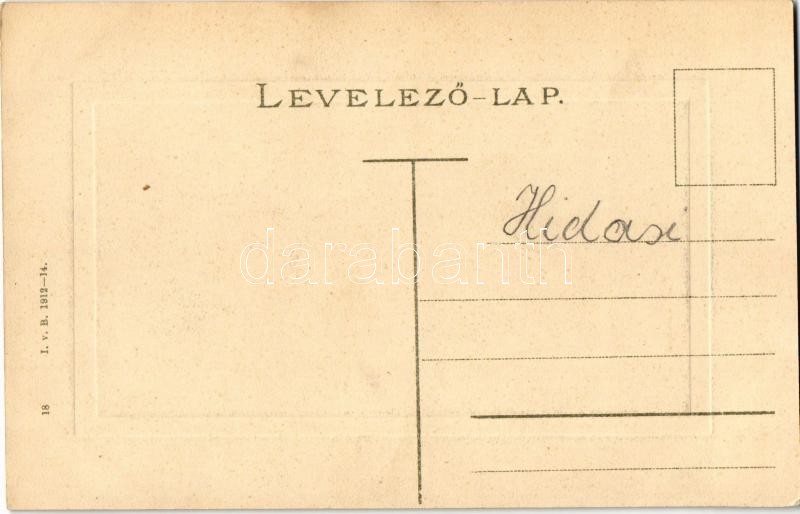 LEVELEZŐ-LAP.
Hidasi
darabanth
18 I. v. B. 1912—14.